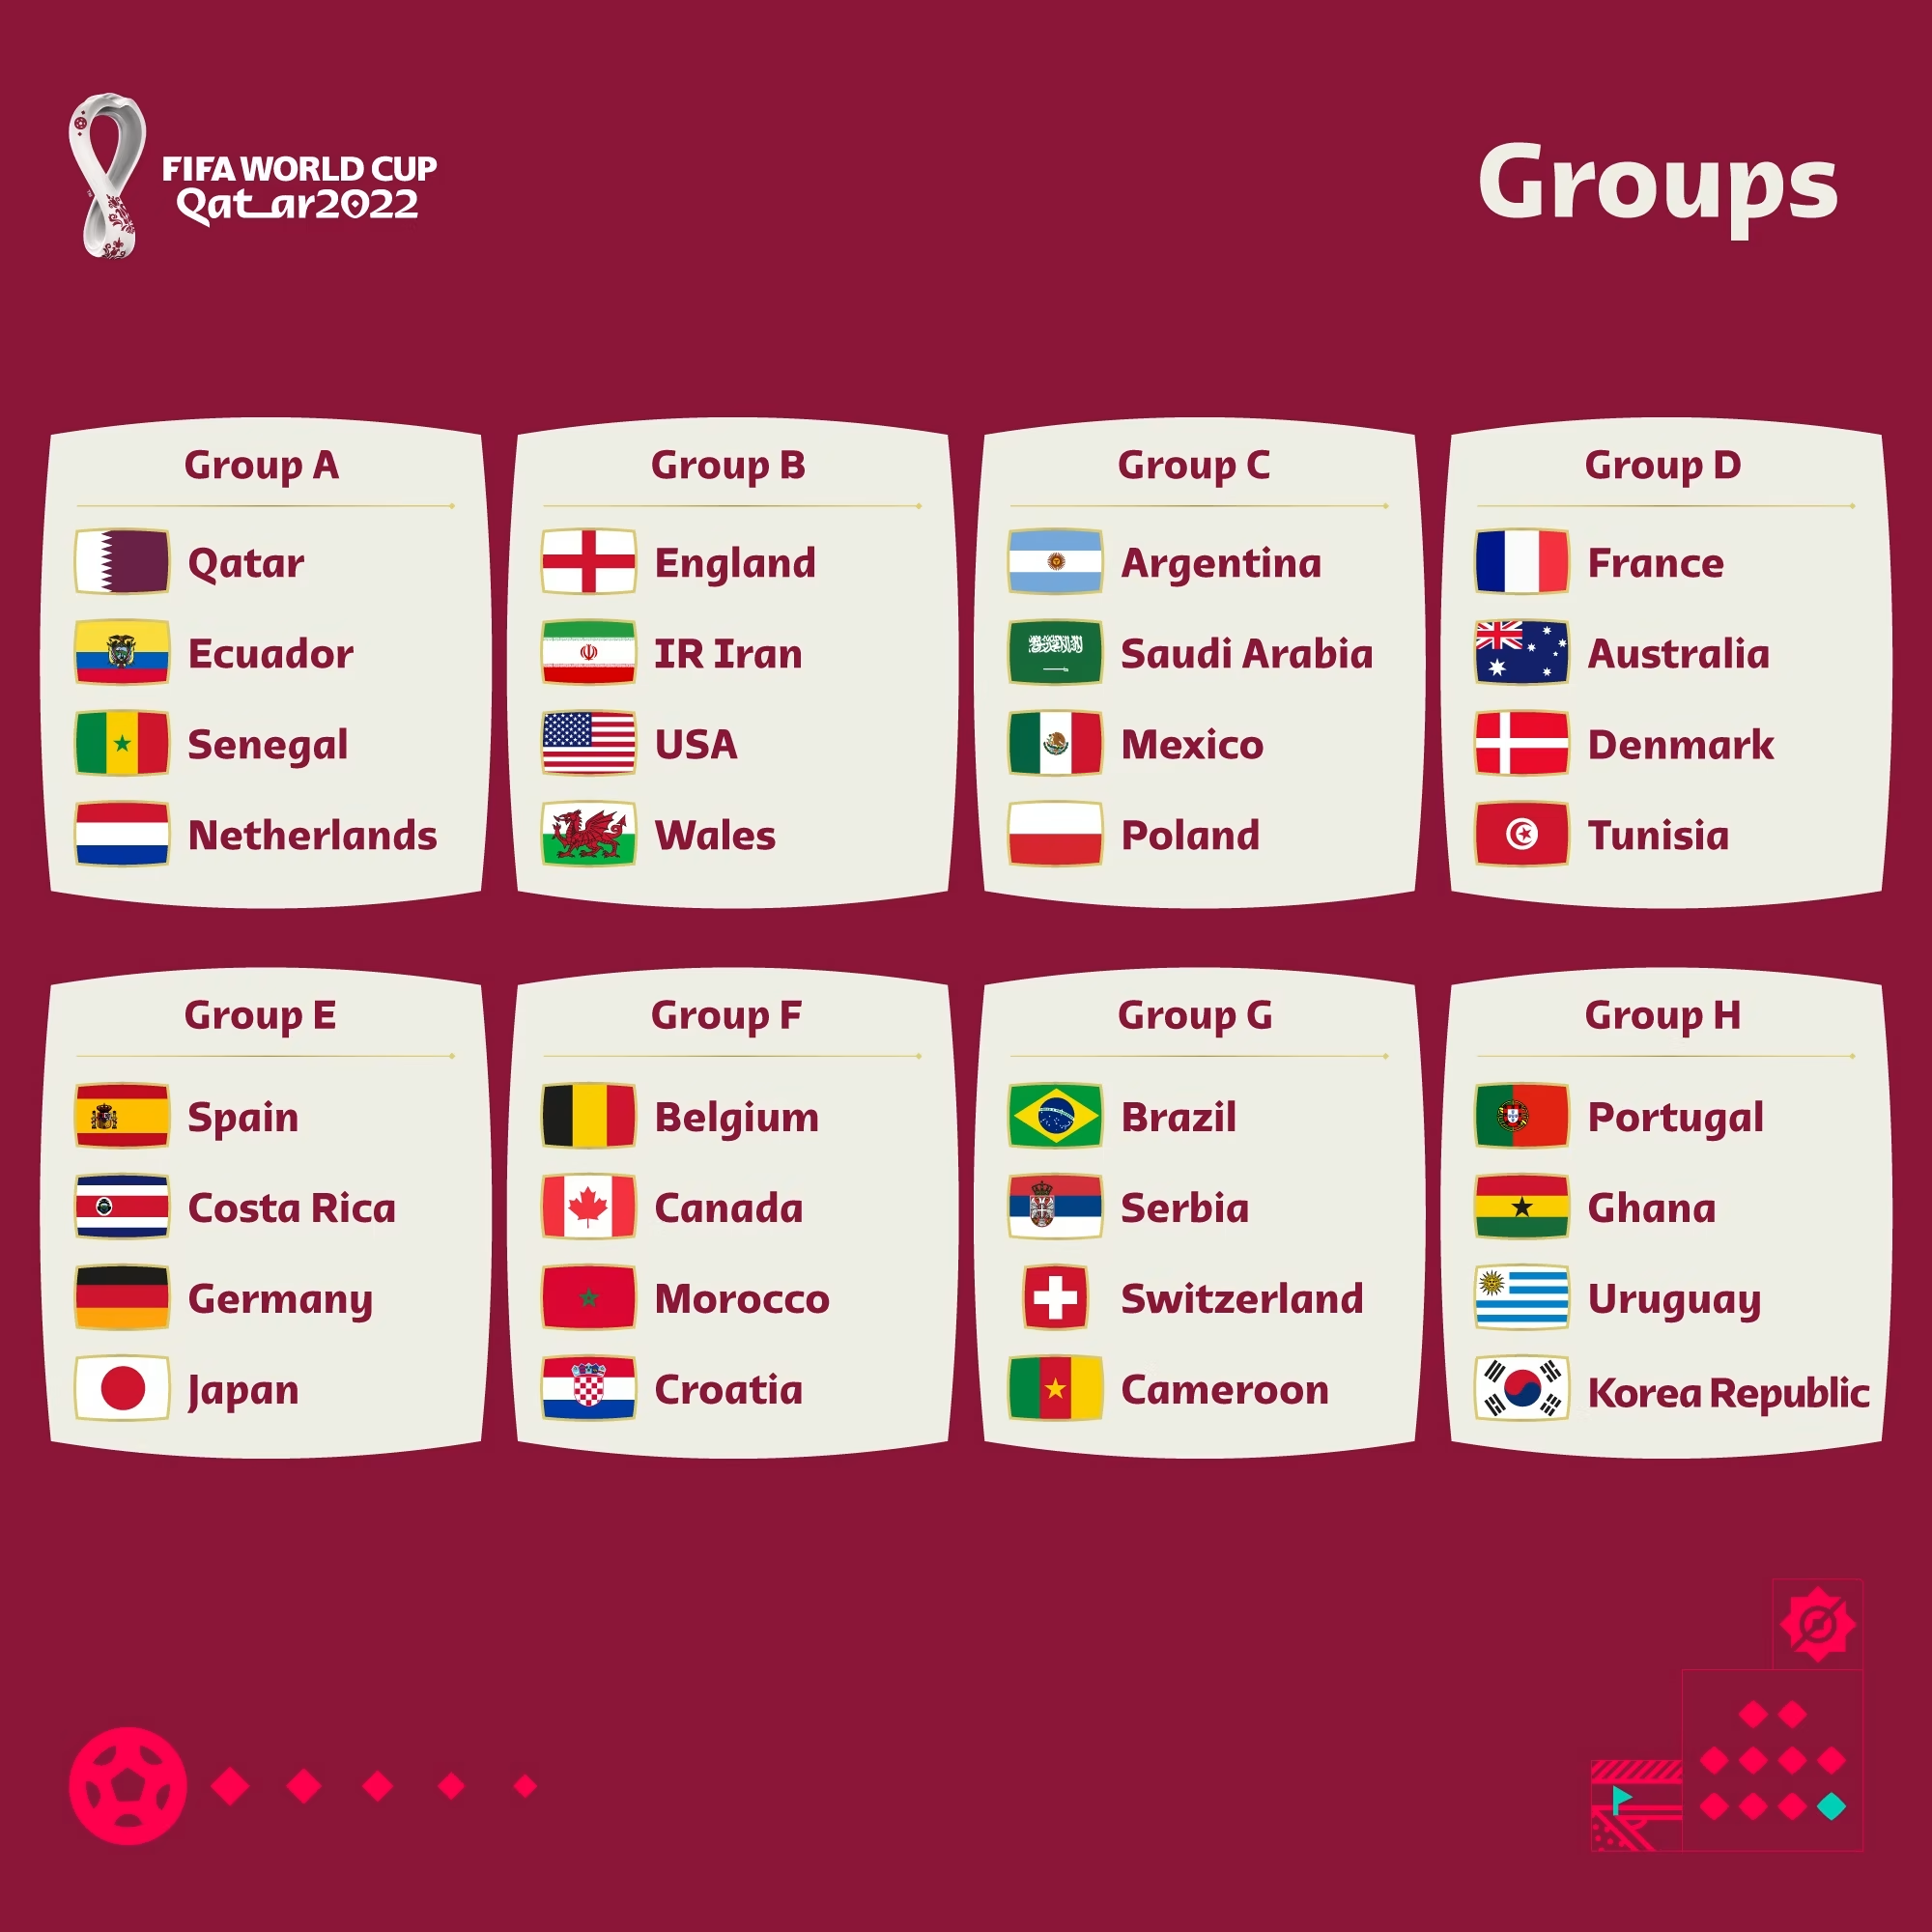 FIFA WORLD CUP
Qatar2022
Groups
Group A
Qatar
Ecuador
Senegal
Netherlands
Group B
England
IR Iran
USA
Wales
Group C
Argentina
Saudi Arabia
Mexico
Poland
Group D
France
Australia
Denmark
Tunisia
Group E
Spain
Costa Rica
Germany
Japan
Group F
Belgium
Canada
Morocco
Croatia
Group G
Brazil
Serbia
Switzerland
Cameroon
Group H
Portugal
Ghana
Uruguay
Korea Republic